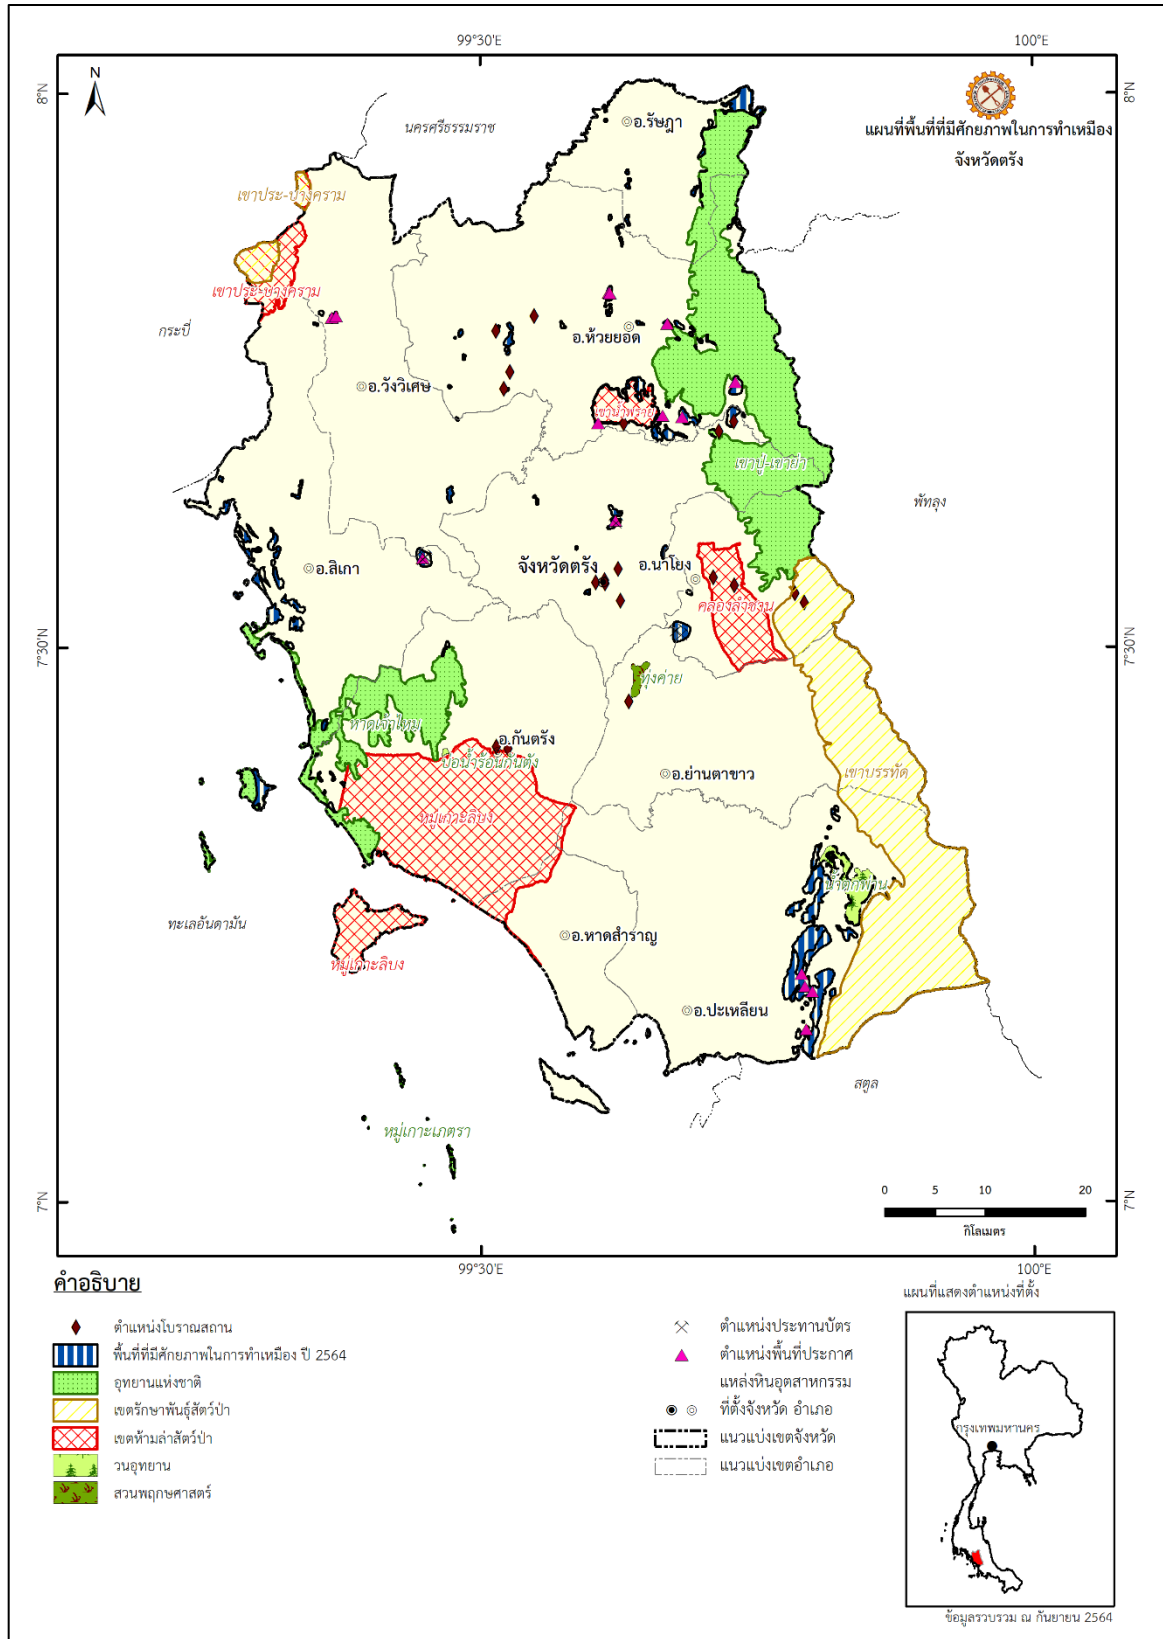 99°30'E
100°E
N
8°N
8°N
แผนที่พื้นที่ที่มีศักยภาพในการทำเหมือง
จังหวัดตรัง
นครศรีธรรมราช
อ.รัษฎา
เขาประ-บางคราม
เขาประ-บางคราม
กระบี่
อ.ห้วยยอด
อ.วังวิเศษ
เขาน้ำพราย
เขาปู่-เขาย่า
พัทลุง
จังหวัดตรัง
อ.นาโยง
อ.สิเกา
คลองลำชาน
7°30'N
7°30'N
ทุ่งค่าย
หาดเจ้าไหม
อ.กันตรัง
บ่อน้ำร้อนกันตัง
อ.ย่านตาขาว
เขาบรรทัด
หมู่เกาะลิบง
น้ำตกพ่าน
ทะเลอันดามัน
อ.หาดสำราญ
หมู่เกาะลิบง
อ.ปะเหลียน
สตูล
หมู่เกาะเภตรา
7°N
7°N
0 5 10 20
กิโลเมตร
99°30'E
100°E
คำอธิบาย
ตำแหน่งโบราณสถาน
พื้นที่ที่มีศักยภาพในการทำเหมือง ปี 2564
อุทยานแห่งชาติ
เขตรักษาพันธุ์สัตว์ป่า
เขตห้ามล่าสัตว์ป่า
วนอุทยาน
สวนพฤกษศาสตร์
ตำแหน่งประทานบัตร
ตำแหน่งพื้นที่ประกาศ
แหล่งหินอุตสาหกรรม
ที่ตั้งจังหวัด อำเภอ
แนวแบ่งเขตจังหวัด
แนวแบ่งเขตอำเภอ
แผนที่แสดงตำแหน่งที่ตั้ง
กรุงเทพมหานคร
ข้อมูลรวบรวม ณ กันยายน 2564